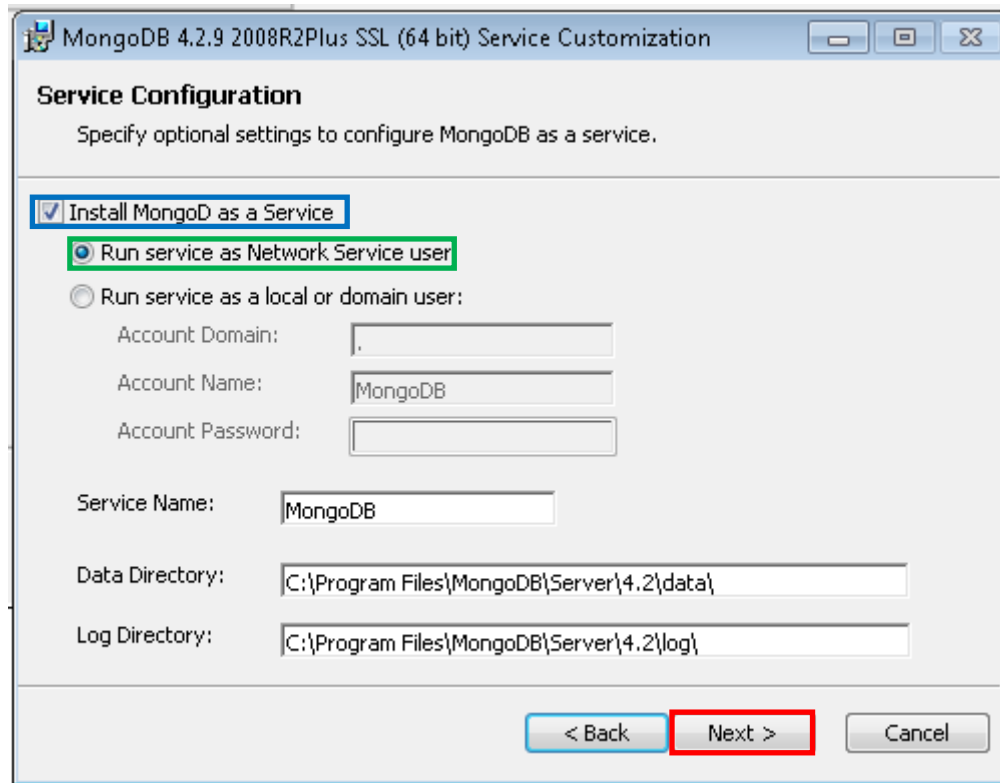 MongoDB 4.2.9 2008R2Plus SSL (64 bit) Service Customization
Service Configuration
Specify optional settings to configure MongoDB as a service.
Install MongoD as a Service
Run service as Network Service user
Run service as a local or domain user:
Account Domain: .
Account Name: MongoDB
Account Password:
Service Name: MongoDB
Data Directory: C:\Program Files\MongoDB\Server\4.2\data\
Log Directory: C:\Program Files\MongoDB\Server\4.2\log\
< Back Next > Cancel